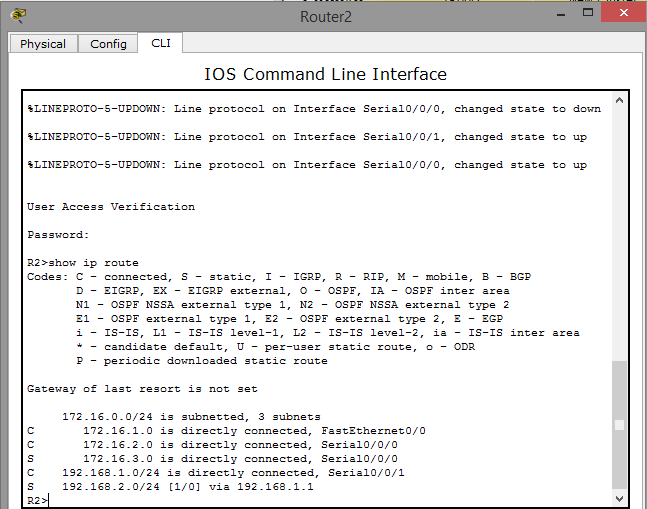 Router2
Physical Config CLI
IOS Command Line Interface
%LINEPROTO-5-UPDOWN: Line protocol on Interface Serial0/0/0, changed state to down
%LINEPROTO-5-UPDOWN: Line protocol on Interface Serial0/0/1, changed state to up
%LINEPROTO-5-UPDOWN: Line protocol on Interface Serial0/0/0, changed state to up
User Access Verification
Password:
R2>show ip route
Codes: C - connected, S - static, I - IGRP, R - RIP, M - mobile, B - BGP
D - EIGRP, EX - EIGRP external, O - OSPF, IA - OSPF inter area
N1 - OSPF NSSA external type 1, N2 - OSPF NSSA external type 2
E1 - OSPF external type 1, E2 - OSPF external type 2, E - EGP
i - IS-IS, L1 - IS-IS level-1, L2 - IS-IS level-2, ia - IS-IS inter area
* - candidate default, U - per-user static route, o - ODR
P - periodic downloaded static route
Gateway of last resort is not set
172.16.0.0/24 is subnetted, 3 subnets
C 172.16.1.0 is directly connected, FastEthernet0/0
C 172.16.2.0 is directly connected, Serial0/0/0
S 172.16.3.0 is directly connected, Serial0/0/0
C 192.168.1.0/24 is directly connected, Serial0/0/1
S 192.168.2.0/24 [1/0] via 192.168.1.1
R2>